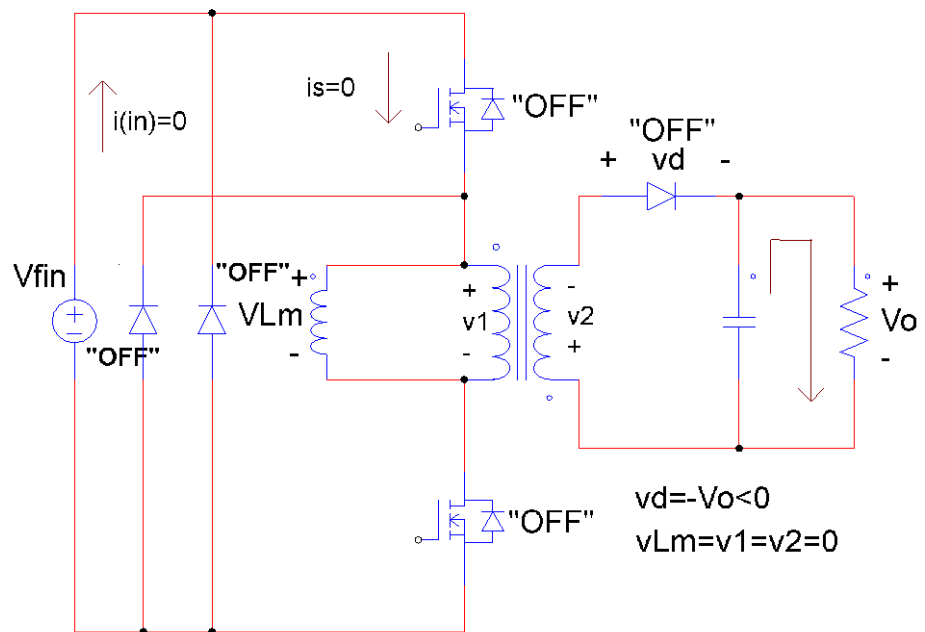 i(in)=0
is=0
"OFF"
"OFF"
+ vd -
Vfin
+
-
"OFF"
"OFF"
+
VLm
-
+
v1
-
-
v2
+
+
Vo
-
"OFF"
vd=-Vo<0
vLm=v1=v2=0